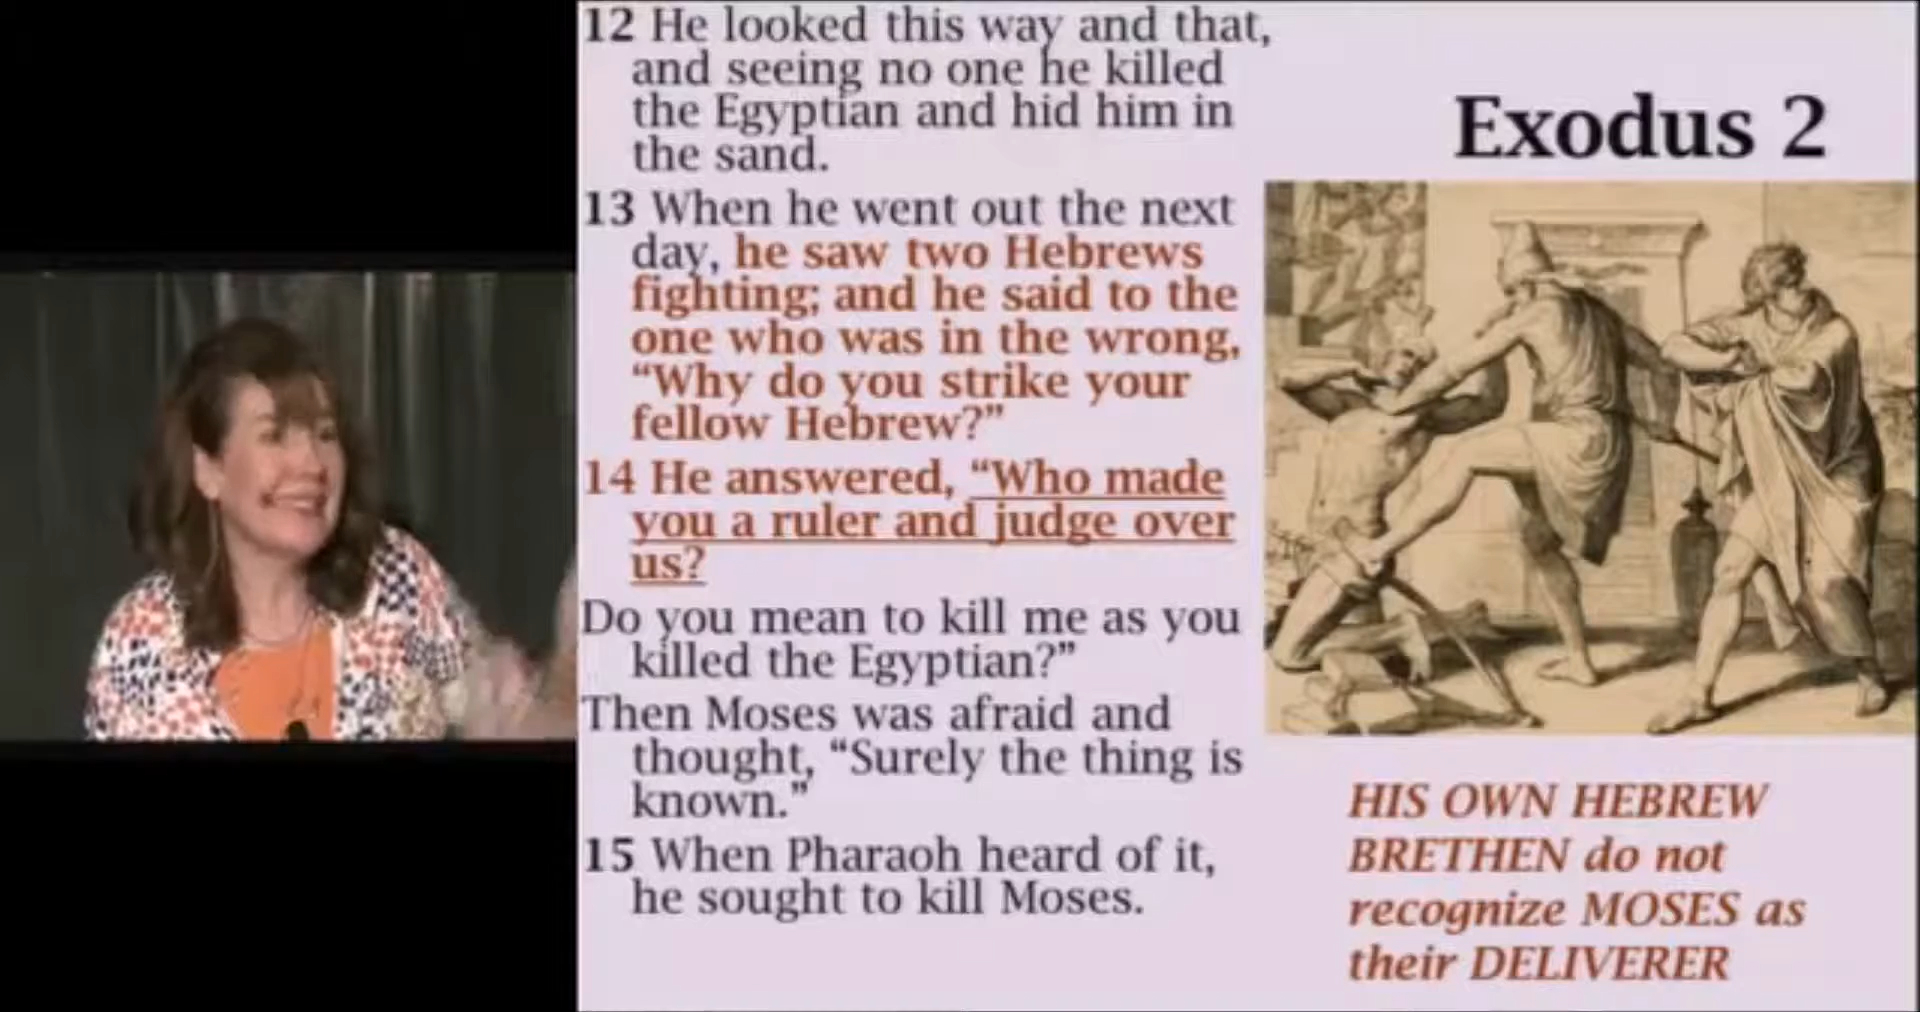 12 He looked this way and that,
and seeing no one he killed
the Egyptian and hid him in
the sand.
13 When he went out the next
day, he saw two Hebrews
fighting; and he said to the
one who was in the wrong,
“Why do you strike your
fellow Hebrew?”
14 He answered, “Who made
you a ruler and judge over
us?
Do you mean to kill me as you
killed the Egyptian?”
Then Moses was afraid and
thought, “Surely the thing is
known.”
15 When Pharaoh heard of it,
he sought to kill Moses.
Exodus 2
HIS OWN HEBREW
BRETHEN do not
recognize MOSES as
their DELIVERER